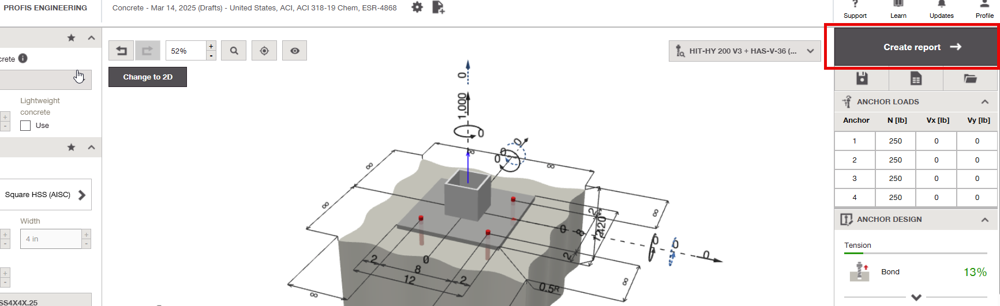 PROFIS ENGINEERING
Concrete - Mar 14, 2025 (Drafts) - United States, ACI, ACI 318-19 Chem, ESR-4868
?
Support
Learn
Updates
Profile
crete i
Lightweight
concrete
+
-
Use
Square HSS (AISC)
Width
+
-
4 in
+
-
+
-
SS4X4X.25
52%
+
-
Change to 2D
HIT-HY 200 V3 + HAS-V-36 (...
0
1,000
0
∞
0
0
0
∞
∞
∞
∞
2
0
8
12
2
∞
0.5R
0
8
2
2
∞
∞
0
0
0
Create report
ANCHOR LOADS
Anchor N [lb] Vx [lb] Vy [lb]
1 250 0 0
2 250 0 0
3 250 0 0
4 250 0 0
ANCHOR DESIGN
Tension
Bond 13%